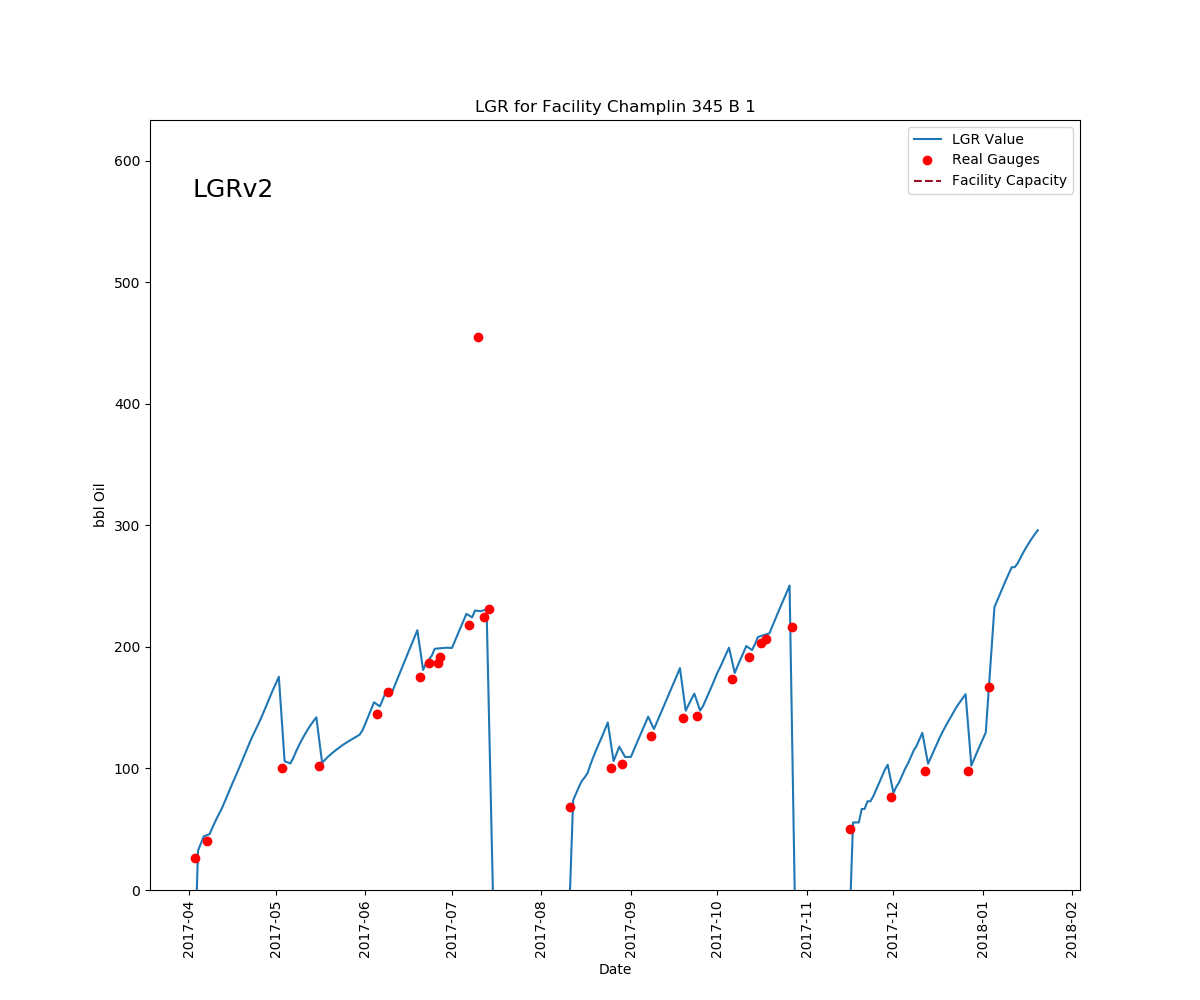 LGR for Facility Champlin 345 B 1
LGR Value
Real Gauges
Facility Capacity
LGRv2
600
500
400
300
200
100
0
bbl Oil
2017-04
2017-05
2017-06
2017-07
2017-08
2017-09
2017-10
2017-11
2017-12
2018-01
2018-02
Date